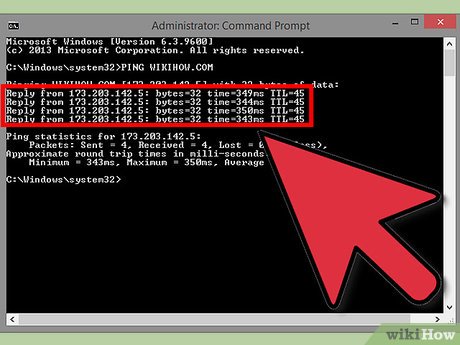 Administrator: Command Prompt
Microsoft Windows [Version 6.3.9600]
(c) 2013 Microsoft Corporation. All rights reserved.
C:\Windows\system32>PING WIKIHOW.COM
Pinging WIKIHOW.COM [173.203.142.5] with 32 bytes of data:
Reply from 173.203.142.5: bytes=32 time=349ms TTL=45
Reply from 173.203.142.5: bytes=32 time=344ms TTL=45
Reply from 173.203.142.5: bytes=32 time=350ms TTL=45
Reply from 173.203.142.5: bytes=32 time=343ms TTL=45
Ping statistics for 173.203.142.5:
Packets: Sent = 4, Received = 4, Lost = 0
Approximate round trip times in milli-seconds
Minimum = 343ms, Maximum = 350ms, Average
C:\Windows\system32>
wikiHow